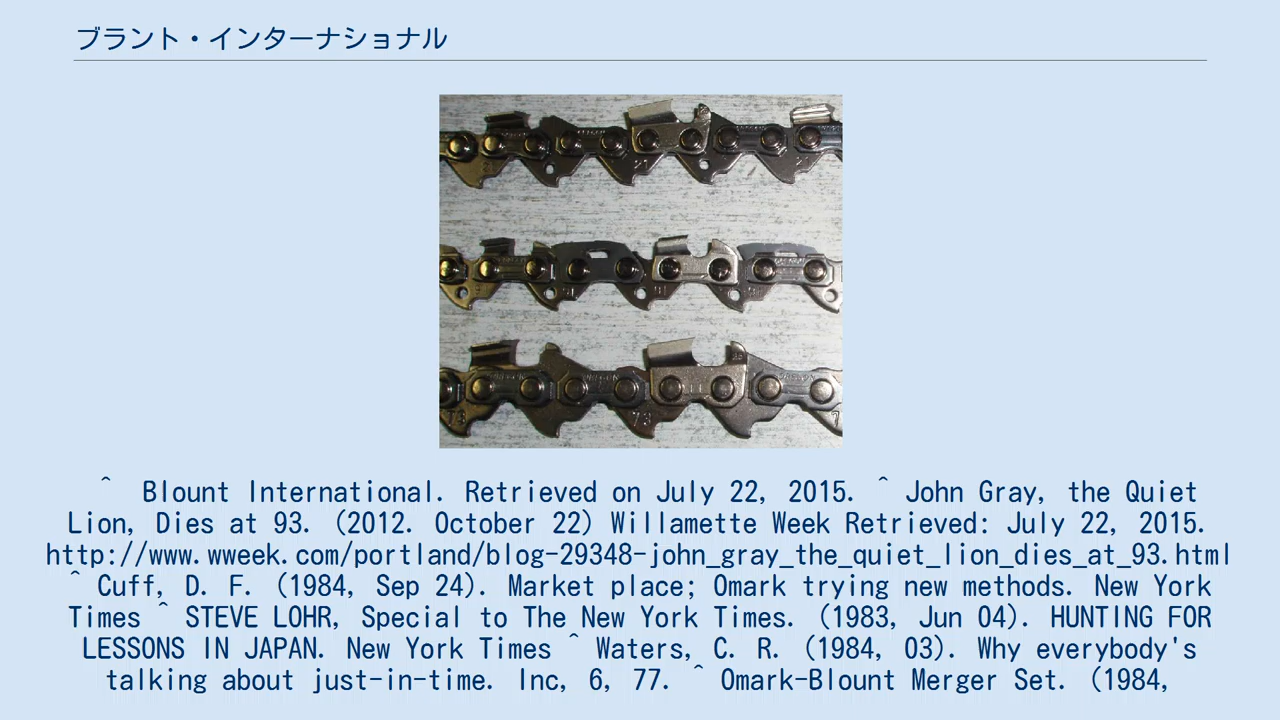 ブラント・インターナショナル
21
21
21
91
73
^ Blount International. Retrieved on July 22, 2015. ^ John Gray, the Quiet
Lion, Dies at 93. (2012. October 22) Willamette Week Retrieved: July 22, 2015.
http://www.wweek.com/portland/blog-29348-john_gray_the_quiet_lion_dies_at_93.html
^ Cuff, D. F. (1984, Sep 24). Market place; Omark trying new methods. New York
Times ^ STEVE LOHR, Special to The New York Times. (1983, Jun 04). HUNTING FOR
LESSONS IN JAPAN. New York Times ^ Waters, C. R. (1984, 03). Why everybody's
talking about just-in-time. Inc, 6, 77. ^ Omark-Blount Merger Set. (1984,